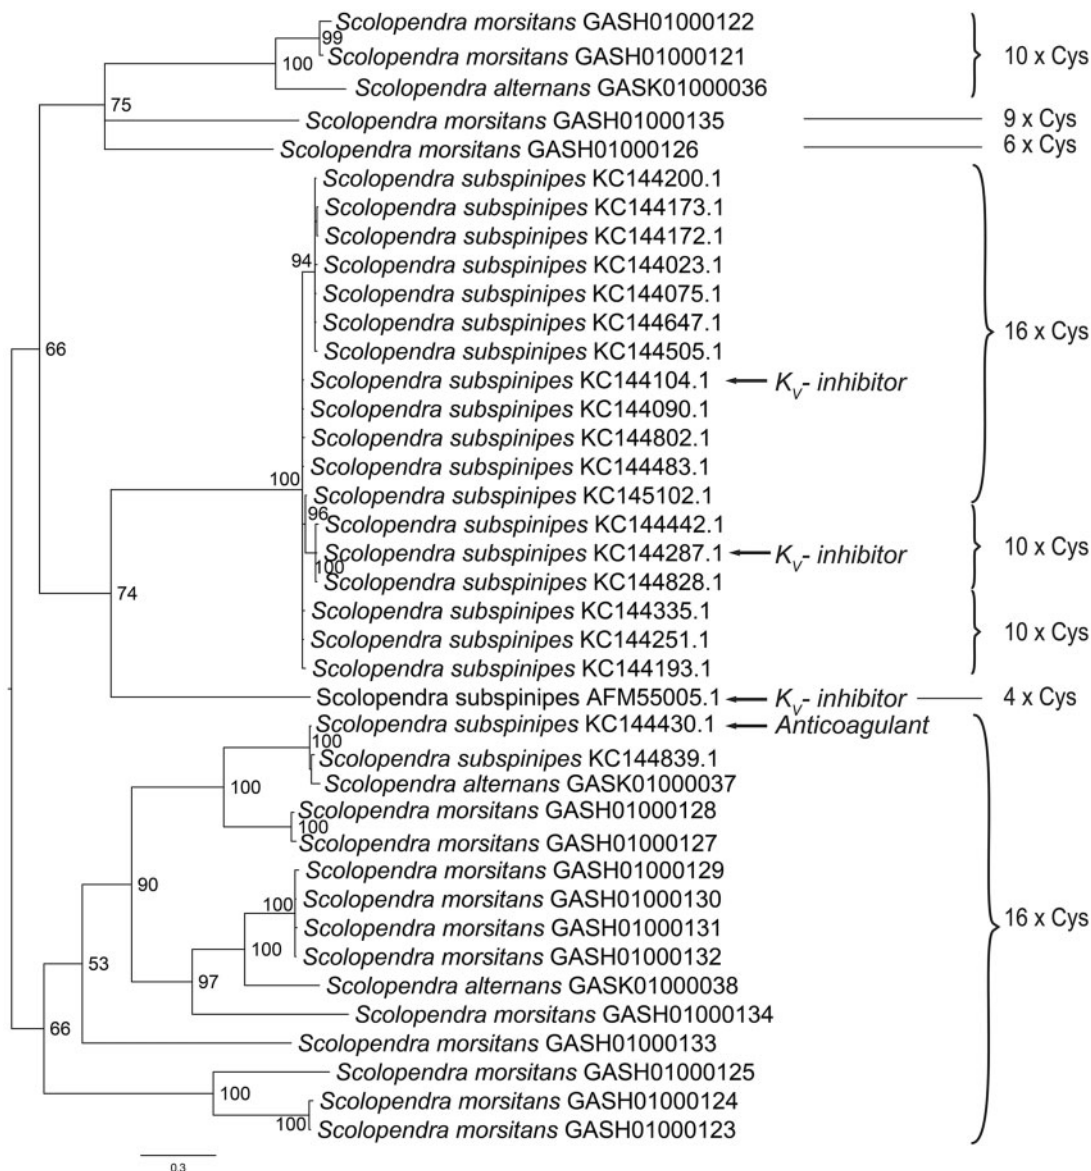 Scolopendra morsitans GASH01000122
99
Scolopendra morsitans GASH01000121
10 x Cys
100
Scolopendra alternans GASK01000036
75
Scolopendra morsitans GASH01000135
9 x Cys
Scolopendra morsitans GASH01000126
6 x Cys
Scolopendra subspinipes KC144200.1
Scolopendra subspinipes KC144173.1
Scolopendra subspinipes KC144172.1
94
Scolopendra subspinipes KC144023.1
Scolopendra subspinipes KC144075.1
Scolopendra subspinipes KC144647.1
16 x Cys
66
Scolopendra subspinipes KC144505.1
Scolopendra subspinipes KC144104.1
Kv- inhibitor
Scolopendra subspinipes KC144090.1
Scolopendra subspinipes KC144802.1
Scolopendra subspinipes KC144483.1
100
Scolopendra subspinipes KC145102.1
96
Scolopendra subspinipes KC144442.1
Scolopendra subspinipes KC144287.1
Kv- inhibitor
10 x Cys
100
Scolopendra subspinipes KC144828.1
74
Scolopendra subspinipes KC144335.1
Scolopendra subspinipes KC144251.1
10 x Cys
Scolopendra subspinipes KC144193.1
Scolopendra subspinipes AFM55005.1
Kv- inhibitor
4 x Cys
Scolopendra subspinipes KC144430.1
Anticoagulant
100
Scolopendra subspinipes KC144839.1
Scolopendra alternans GASK01000037
100
Scolopendra morsitans GASH01000128
100
Scolopendra morsitans GASH01000127
Scolopendra morsitans GASH01000129
90
Scolopendra morsitans GASH01000130
100
Scolopendra morsitans GASH01000131
16 x Cys
100
Scolopendra morsitans GASH01000132
53
97
Scolopendra alternans GASK01000038
Scolopendra morsitans GASH01000134
66
Scolopendra morsitans GASH01000133
Scolopendra morsitans GASH01000125
100
Scolopendra morsitans GASH01000124
100
Scolopendra morsitans GASH01000123
0.3